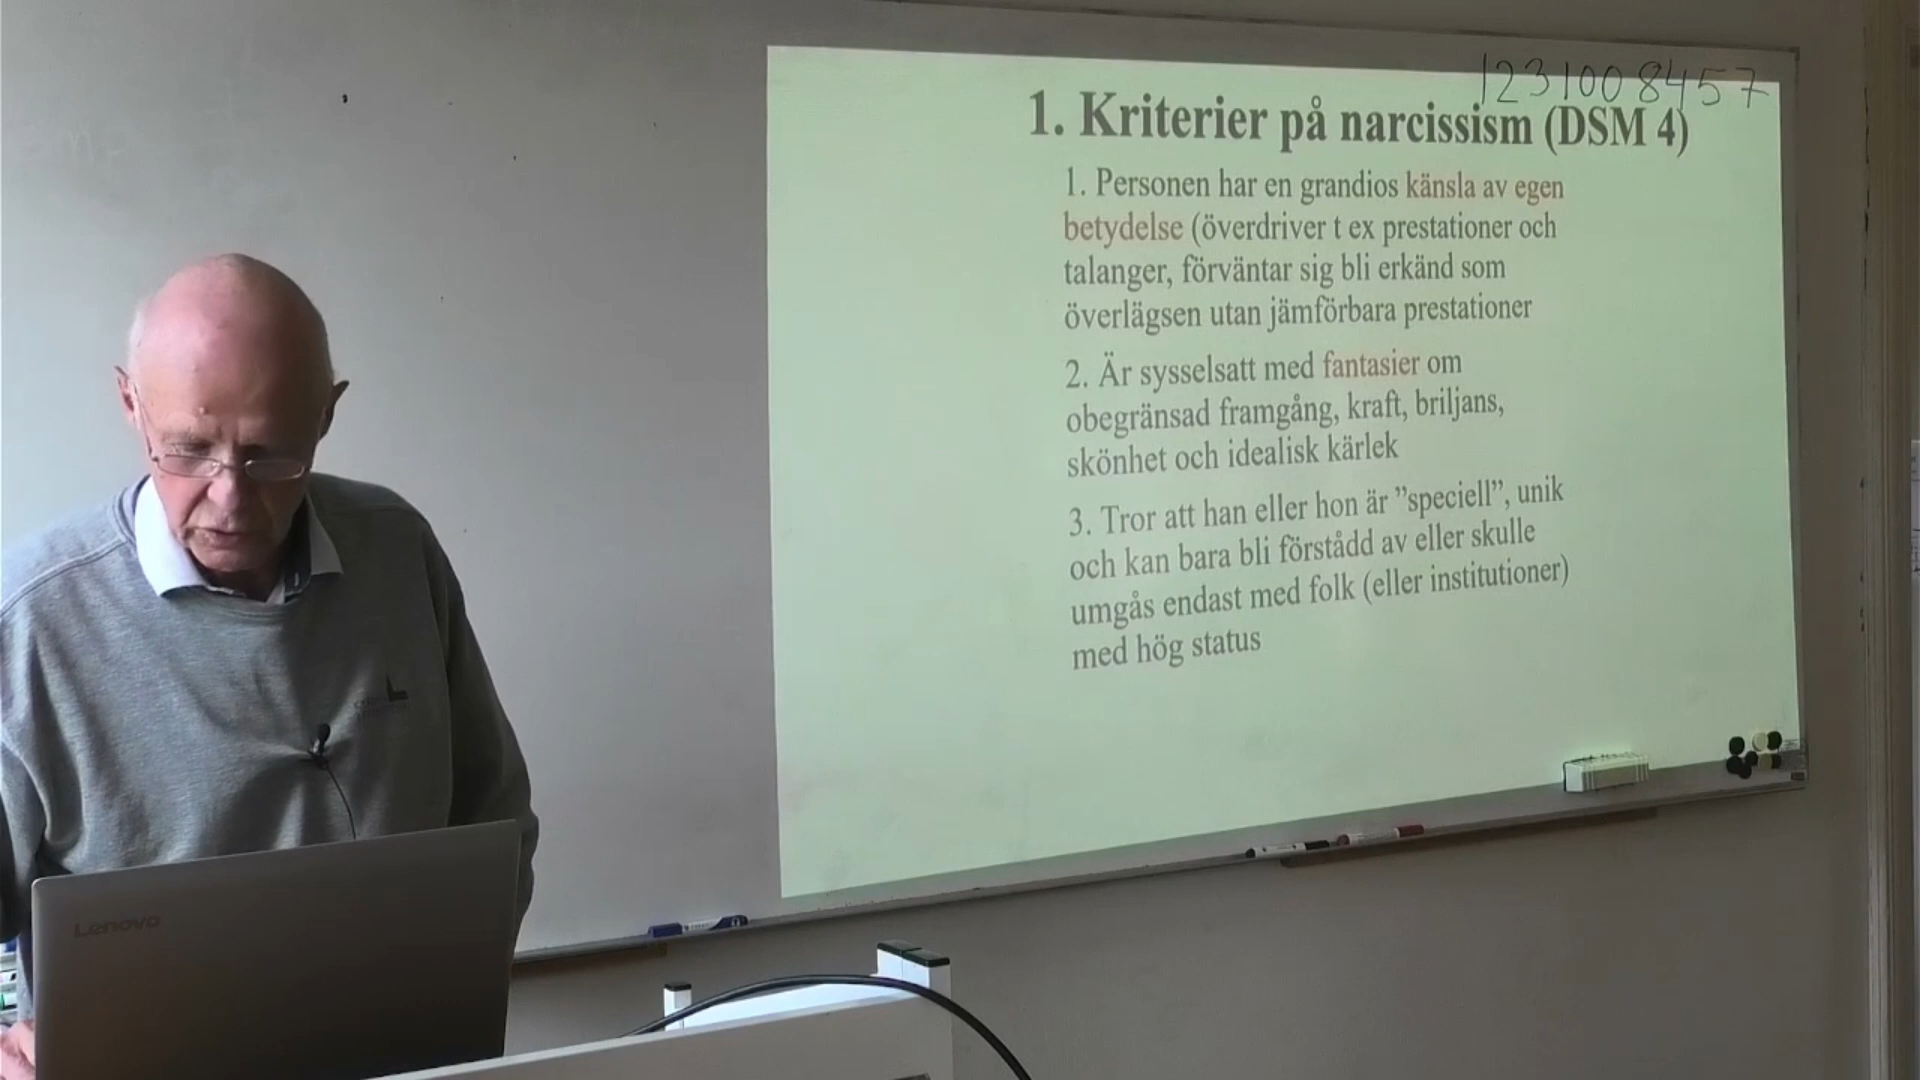 1231008457
1. Kriterier på narcissism (DSM 4)
1. Personen har en grandios känsla av egen
betydelse (överdriver t ex prestationer och
talanger, förväntar sig bli erkänd som
överlägsen utan jämförbara prestationer
2. Är sysselsatt med fantasier om
obegränsad framgång, kraft, briljans,
skönhet och idealisk kärlek
3. Tror att han eller hon är ”speciell”, unik
och kan bara bli förstådd av eller skulle
umgås endast med folk (eller institutioner)
med hög status
Lenovo